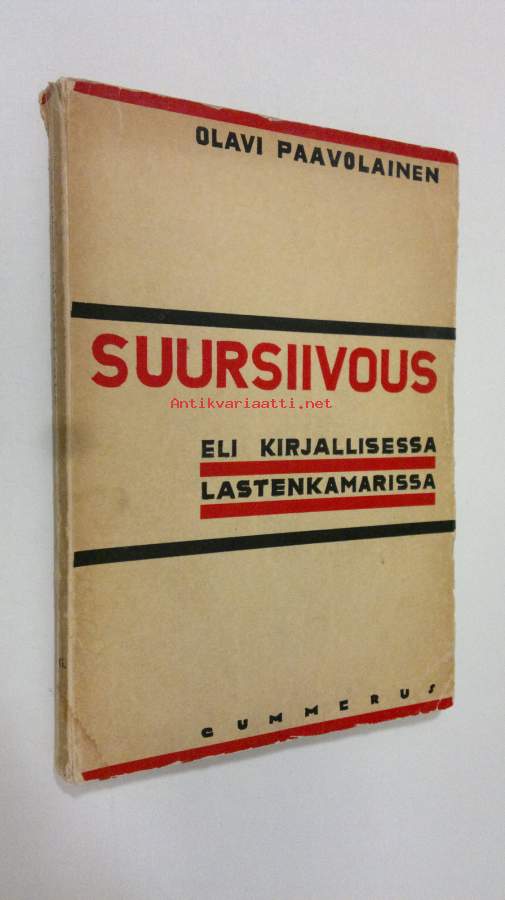 OLAVI PAAVOLAINEN
SUURSIIVOUS
Antikvariaatti.net
ELI KIRJALLISESSA
LASTENKAMARISSA
GUMMERUS